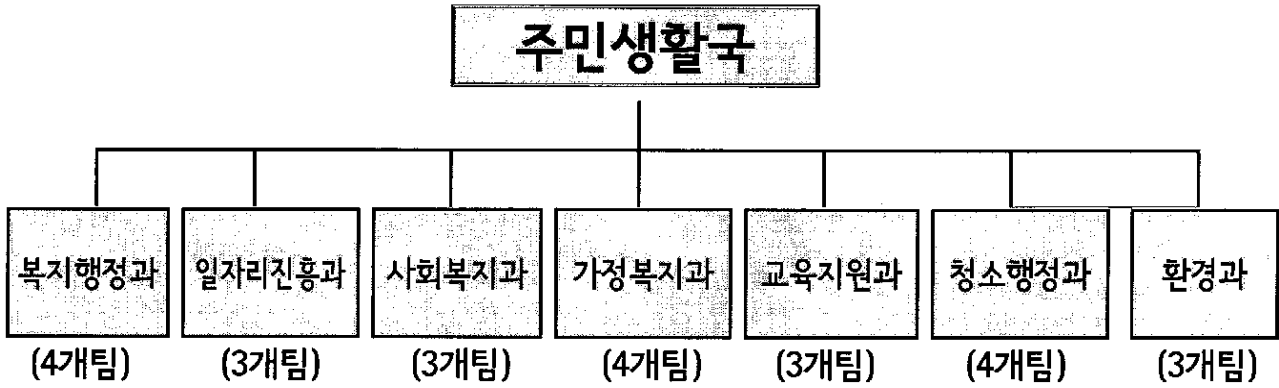 주민생활국
복지행정과 일자리진흥과 사회복지과 가정복지과 교육지원과 청소행정과 환경과
(4개팀) (3개팀) (3개팀) (4개팀) (3개팀) (4개팀) (3개팀)